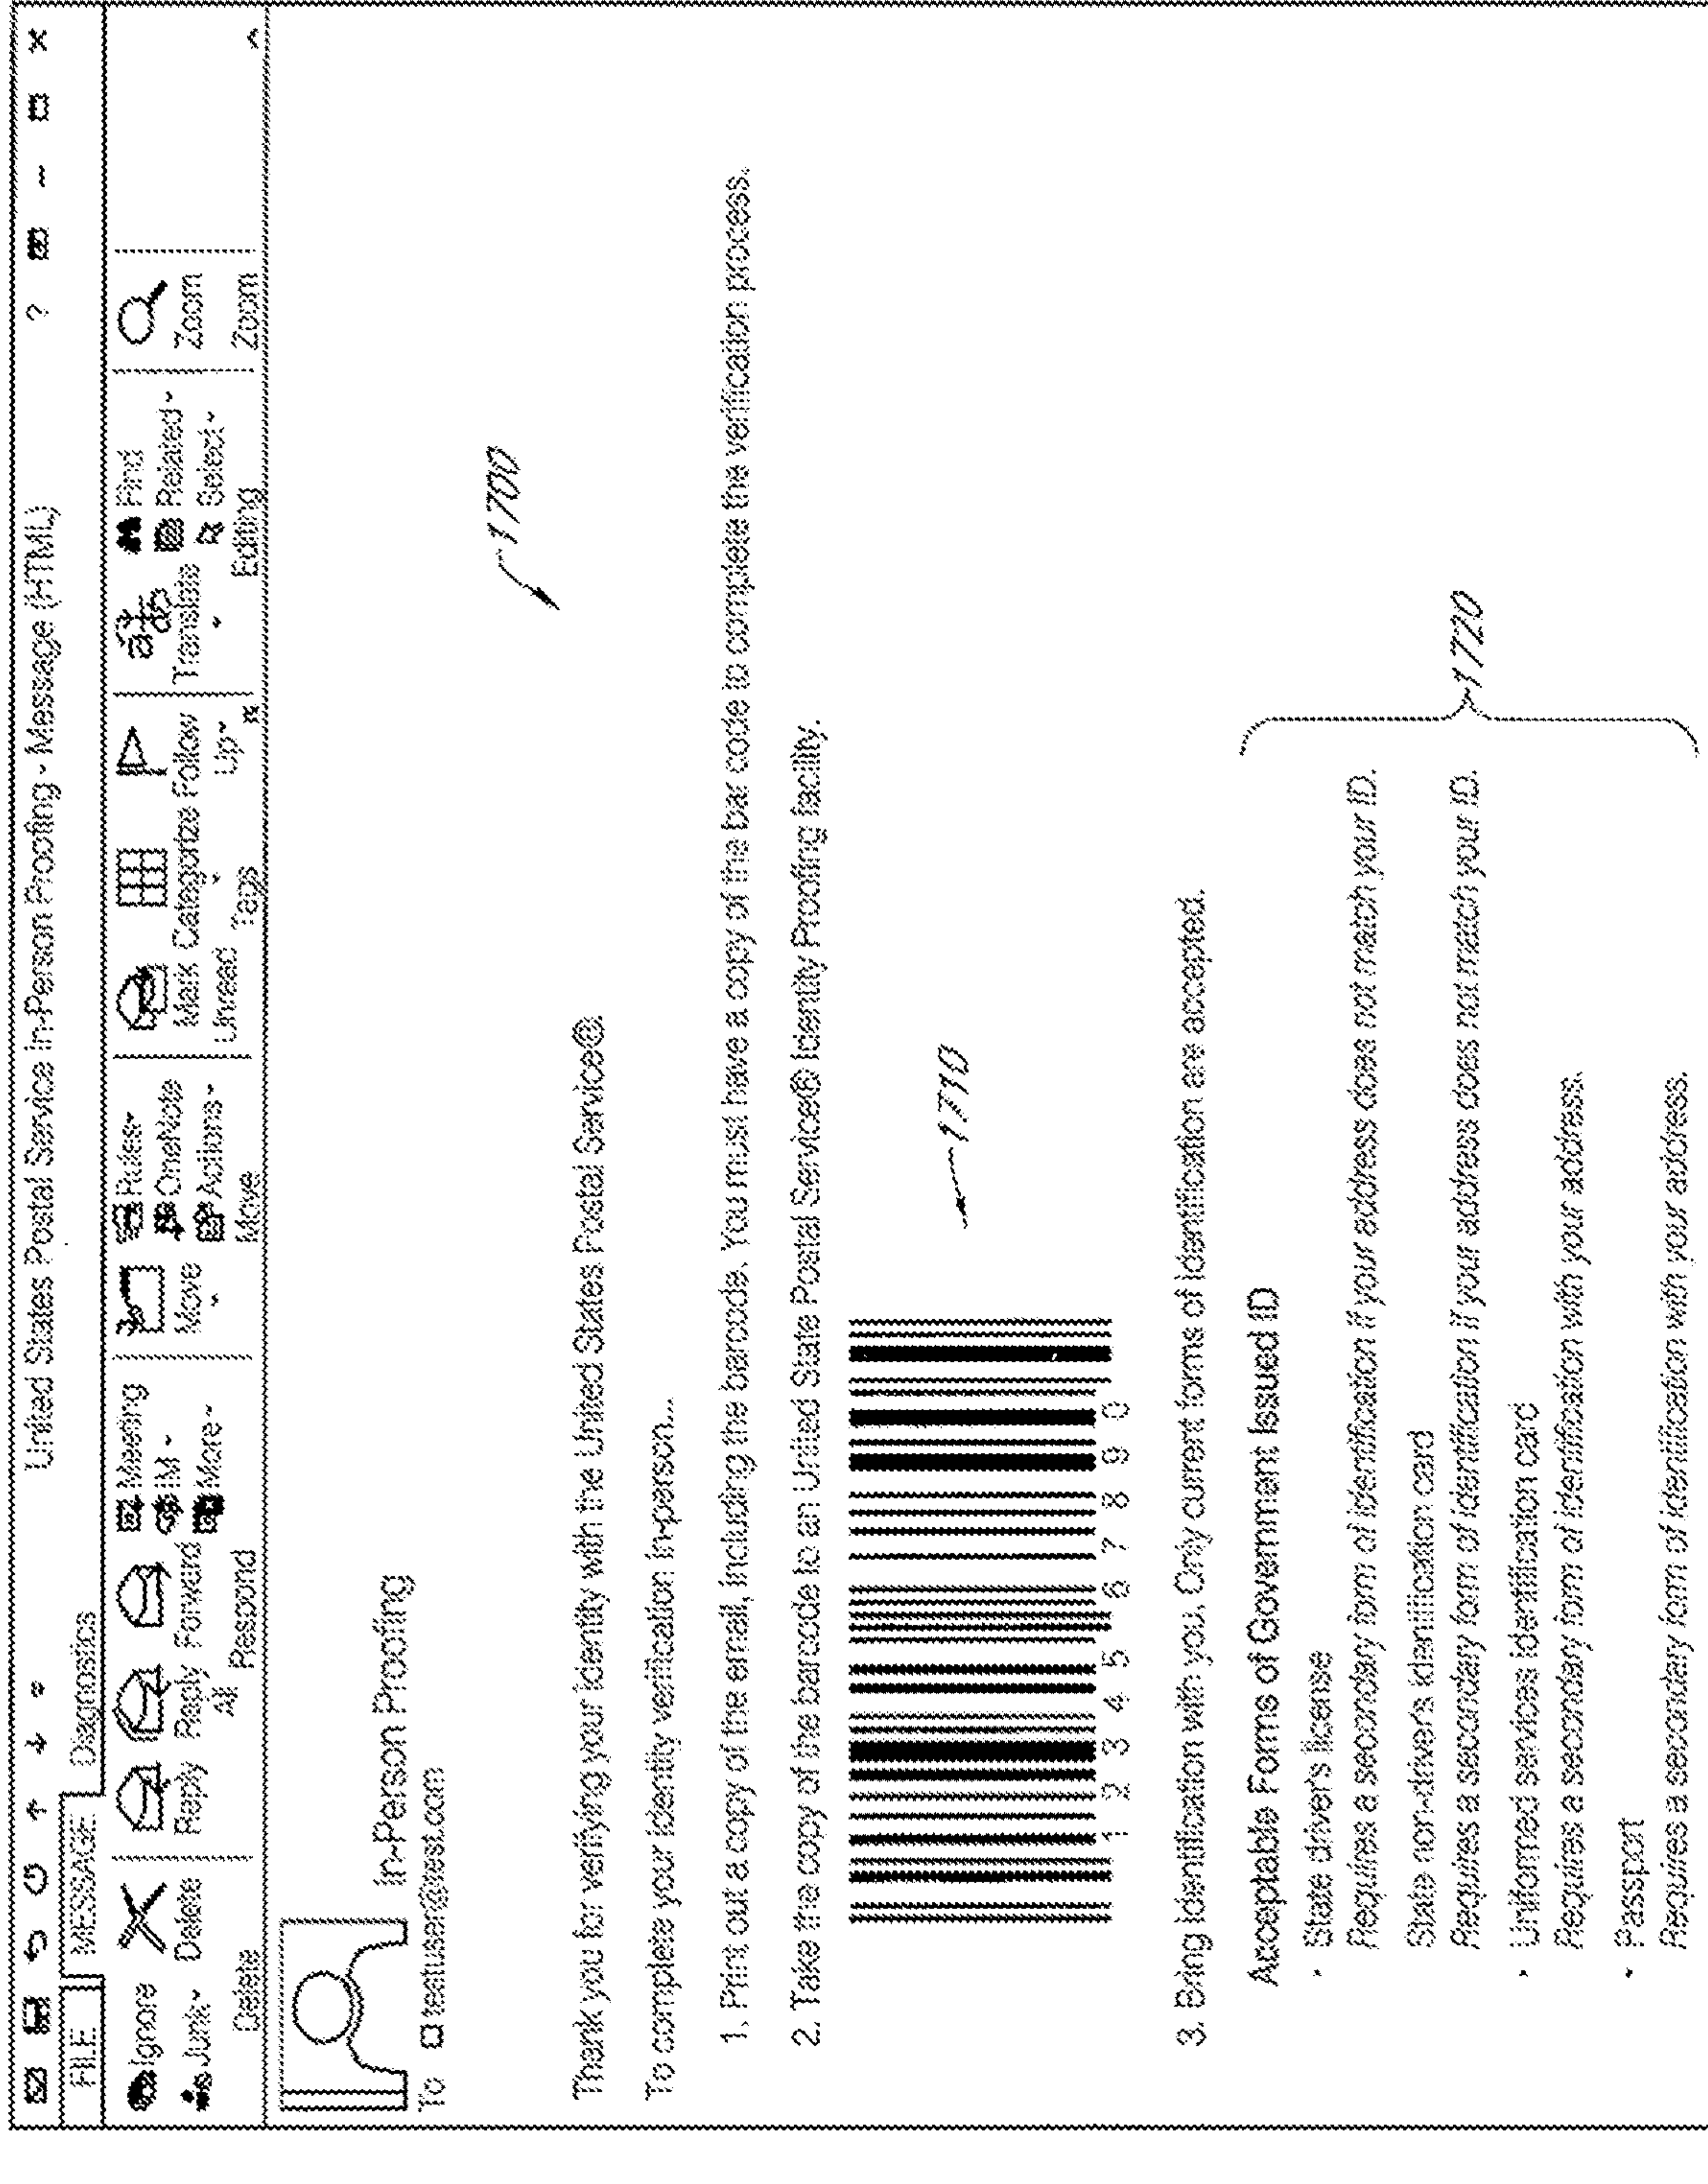 United States Postal Service In-Person Proofing - Message (HTML)
?
FILE MESSAGE Diagnostics
Ignore
Junk
Delete
Delete
Reply
Reply All
Forward
Meeting
IM
More
Respond
Move
Rules
OneNote
Actions
Move
Mark Unread
Categorize
Follow Up
Tags
Translate
Find
Related
Select
Editing
Zoom
Zoom
In-Person Proofing
To testuser@test.com
1700
Thank you for verifying your identity with the United States Postal Service®.
To complete your identity verification in-person...
1. Print out a copy of the email, including the barcode. You must have a copy of the bar code to complete the verification process.
2. Take the copy of the barcode to an United State Postal Service® Identity Proofing facility.
1710
1 2 3 4 5 6 7 8 9 0
3. Bring identification with you. Only current forms of identification are accepted.
Acceptable Forms of Government Issued ID
State driver's license
Requires a secondary form of identification if your address does not match your ID.
State non-driver's identification card
Requires a secondary form of identification if your address does not match your ID.
Uniformed services identification card
Requires a secondary form of identification with your address.
Passport
Requires a secondary form of identification with your address.
1720